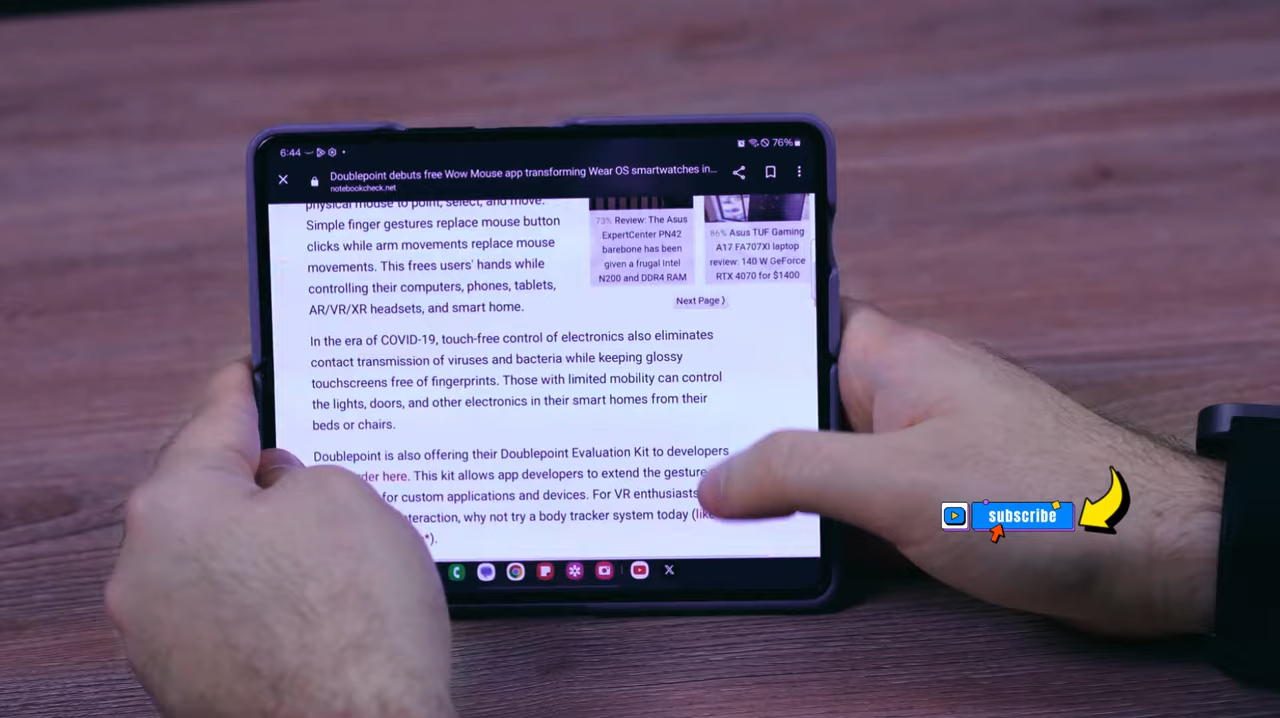 6:44
76%
Doublepoint debuts free Wow Mouse app transforming Wear OS smartwatches in...
notebookcheck.net
physical mouse to point, select, and move.
Simple finger gestures replace mouse button
clicks while arm movements replace mouse
movements. This frees users' hands while
controlling their computers, phones, tablets,
AR/VR/XR headsets, and smart home.
73% Review: The Asus
ExpertCenter PN42
barebone has been
given a frugal Intel
N200 and DDR4 RAM
86% Asus TUF Gaming
A17 FA707XI laptop
review: 140 W GeForce
RTX 4070 for $1400
Next Page ⟩
In the era of COVID-19, touch-free control of electronics also eliminates
contact transmission of viruses and bacteria while keeping glossy
touchscreens free of fingerprints. Those with limited mobility can control
the lights, doors, and other electronics in their smart homes from their
beds or chairs.
Doublepoint is also offering their Doublepoint Evaluation Kit to developers
here. This kit allows app developers to extend the gesture
for custom applications and devices. For VR enthusiasts
why not try a body tracker system today
*).
subscribe